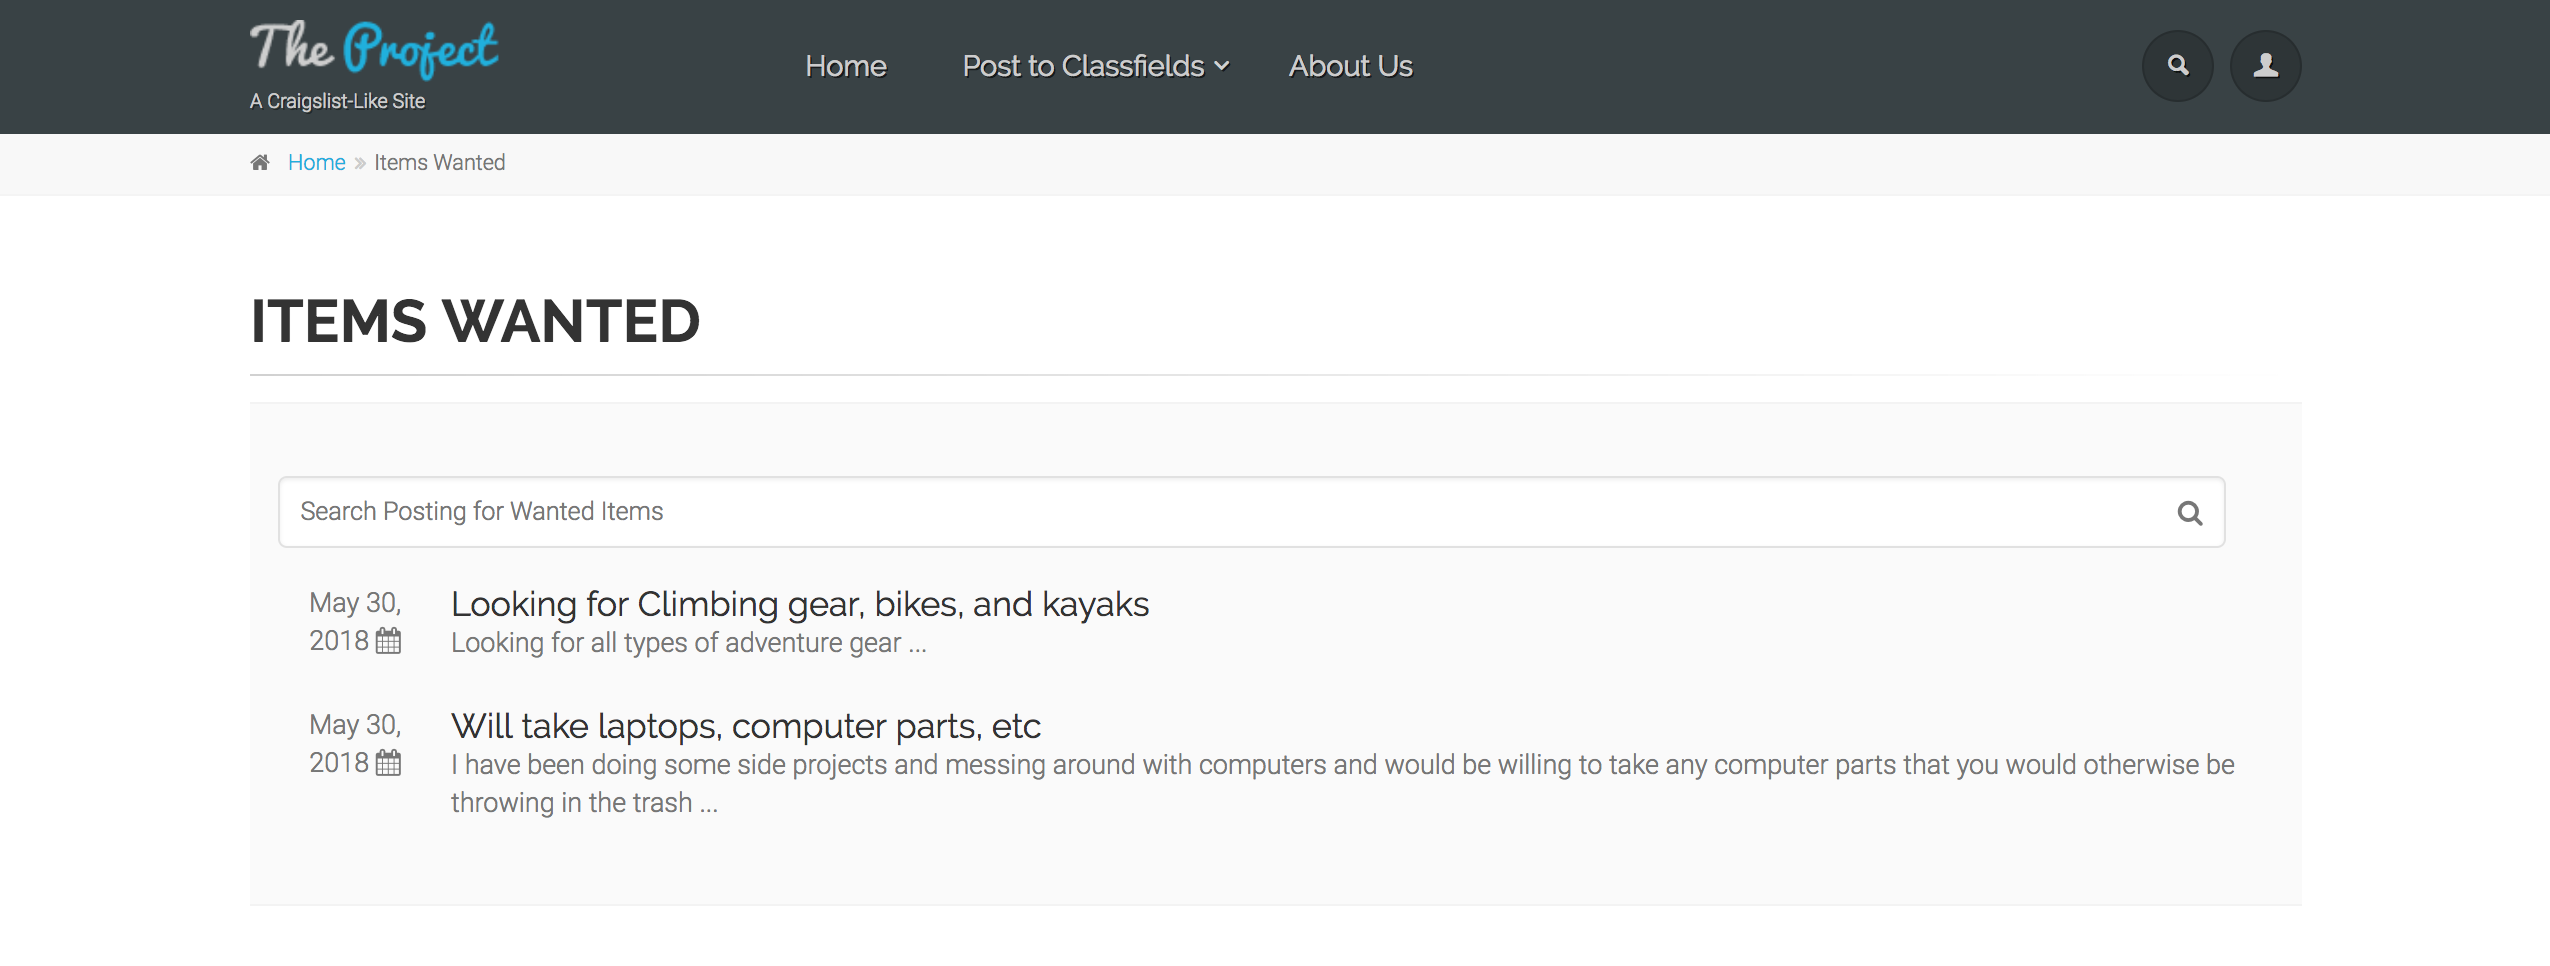 The Project
A Craigslist-Like Site
Home
Post to Classfields
About Us
Home » Items Wanted
ITEMS WANTED
Search Posting for Wanted Items
May 30,
2018
Looking for Climbing gear, bikes, and kayaks
Looking for all types of adventure gear ...
May 30,
2018
Will take laptops, computer parts, etc
I have been doing some side projects and messing around with computers and would be willing to take any computer parts that you would otherwise be
throwing in the trash ...